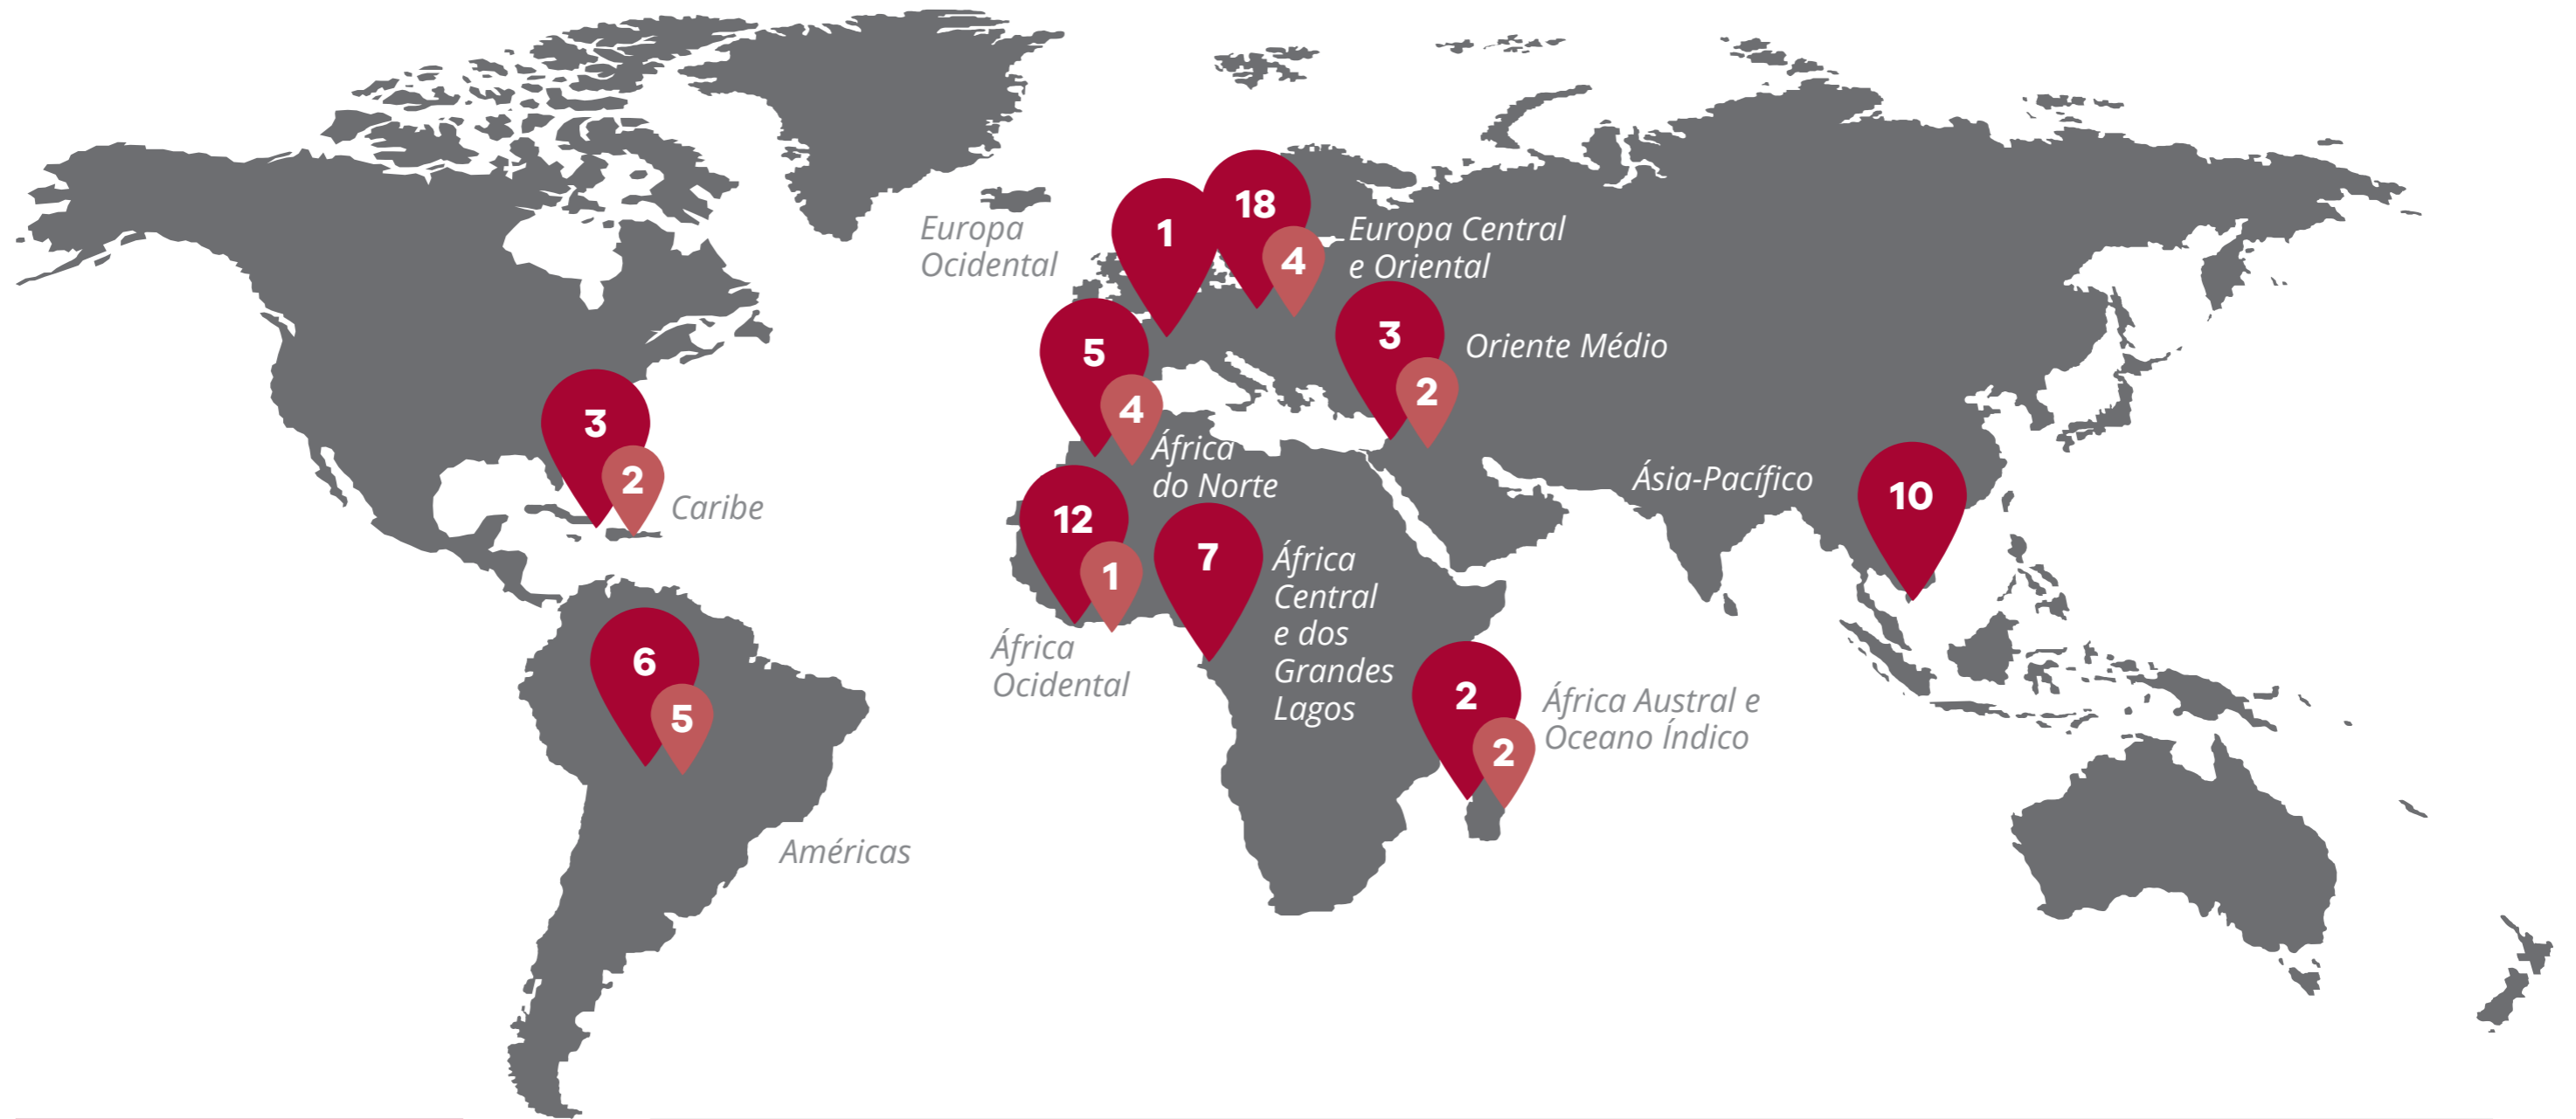 Europa
Ocidental
1
18
4
Europa Central
e Oriental
5
4
África
do Norte
3
2
Oriente Médio
3
2
Caribe
12
1
África
Ocidental
7
África
Central
e dos
Grandes
Lagos
Ásia-Pacífico
10
6
5
Américas
2
2
África Austral e
Oceano Índico